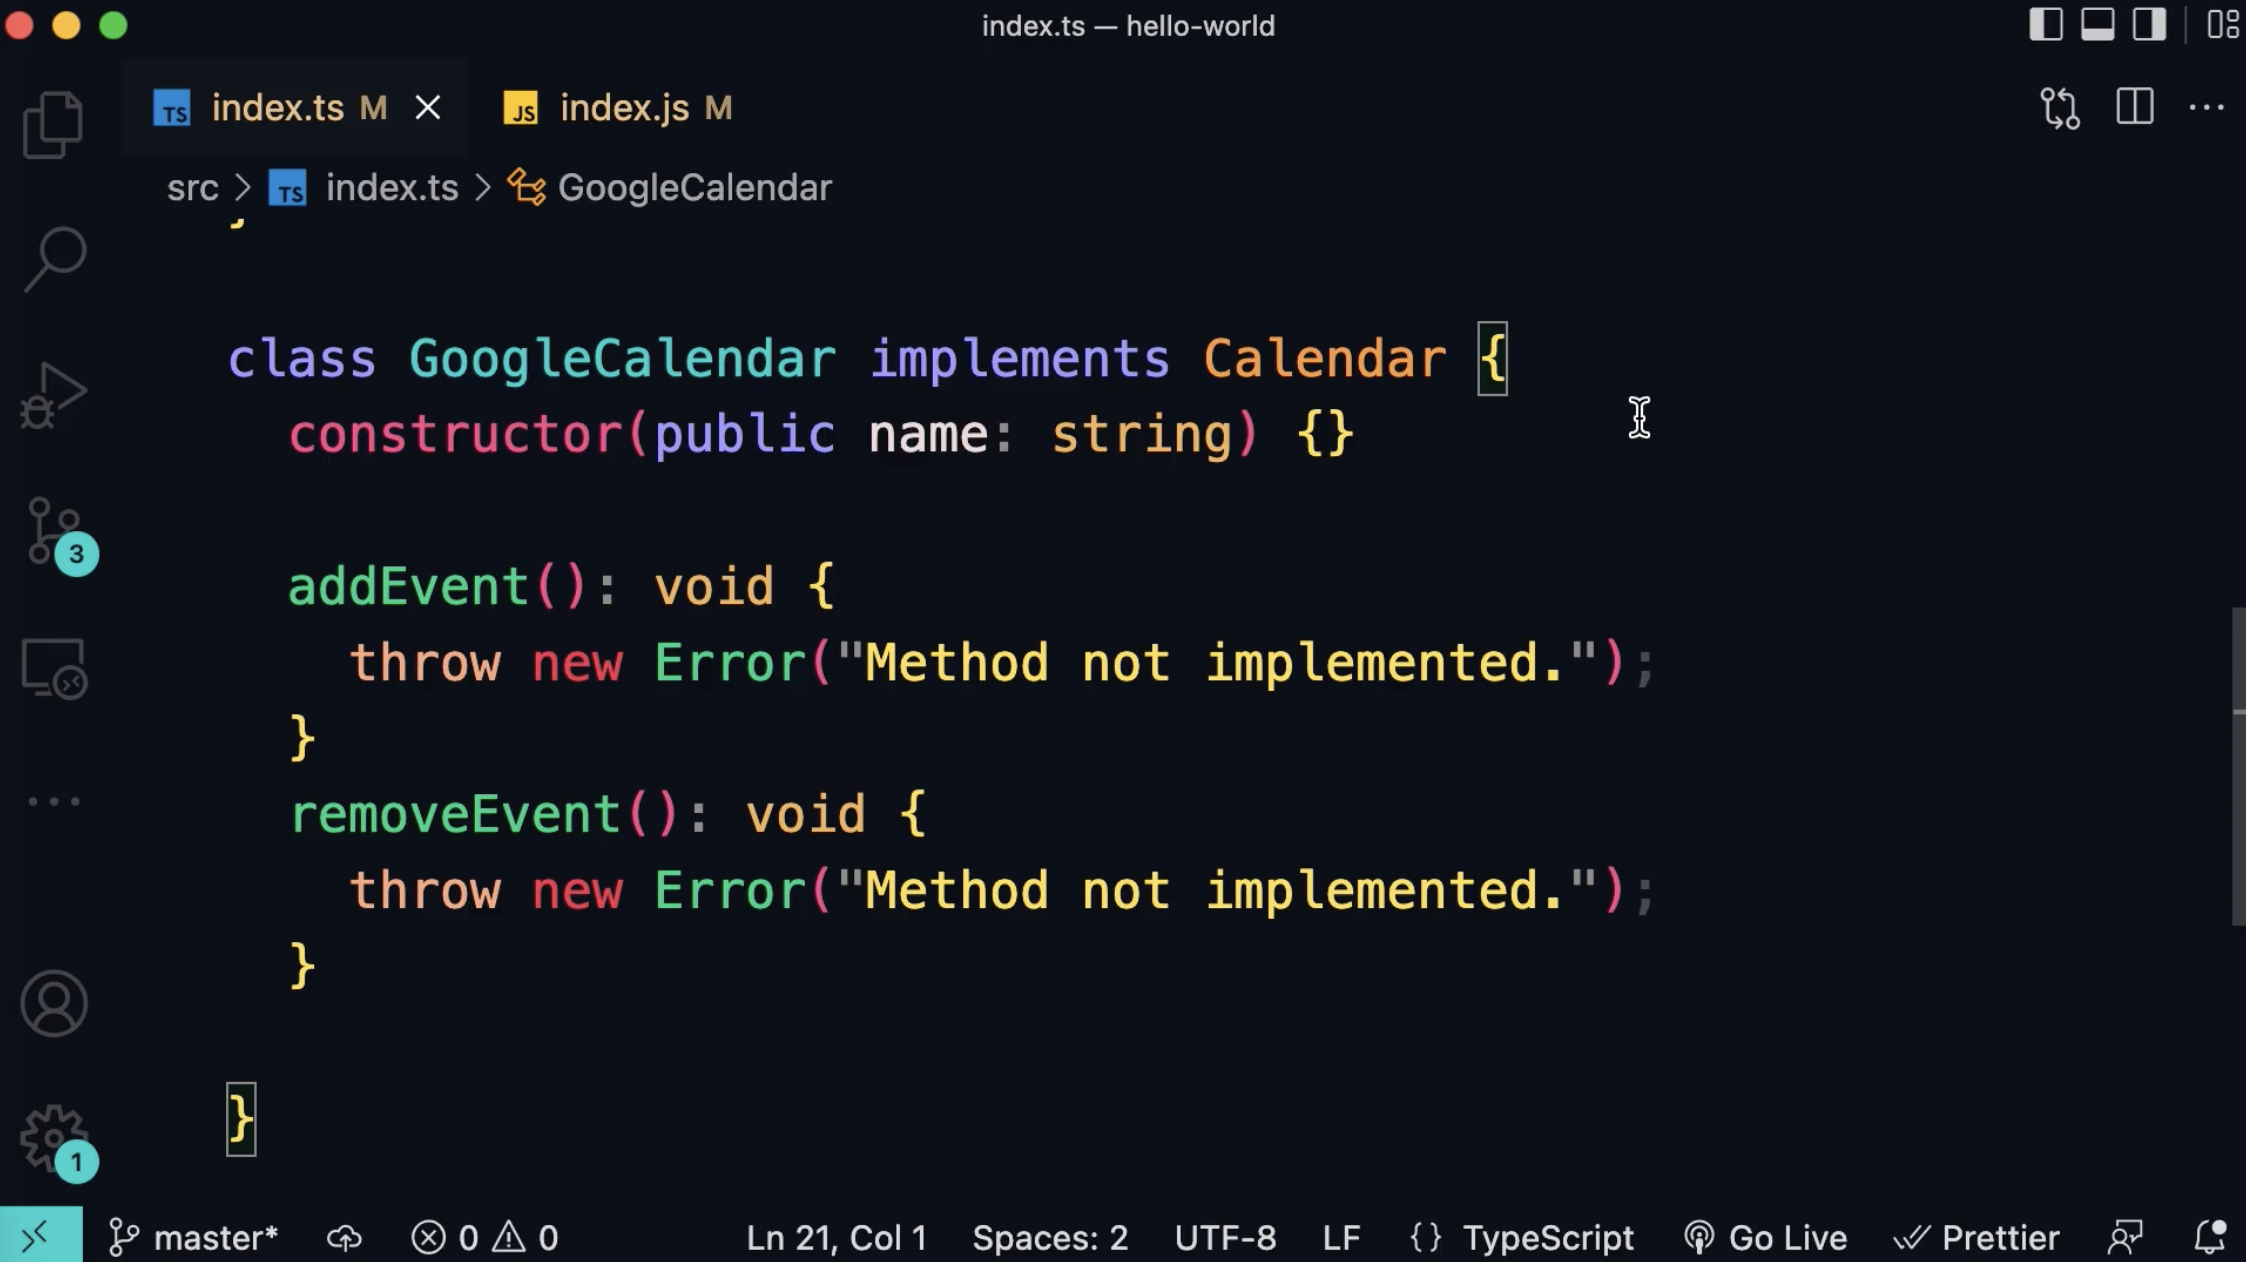 index.ts — hello-world
TS index.ts M JS index.js M
src > TS index.ts > GoogleCalendar
}
class GoogleCalendar implements Calendar {
constructor(public name: string) {}
addEvent(): void {
throw new Error("Method not implemented.");
}
removeEvent(): void {
throw new Error("Method not implemented.");
}
}
3
1
master* 0 0 Ln 21, Col 1 Spaces: 2 UTF-8 LF {} TypeScript Go Live Prettier